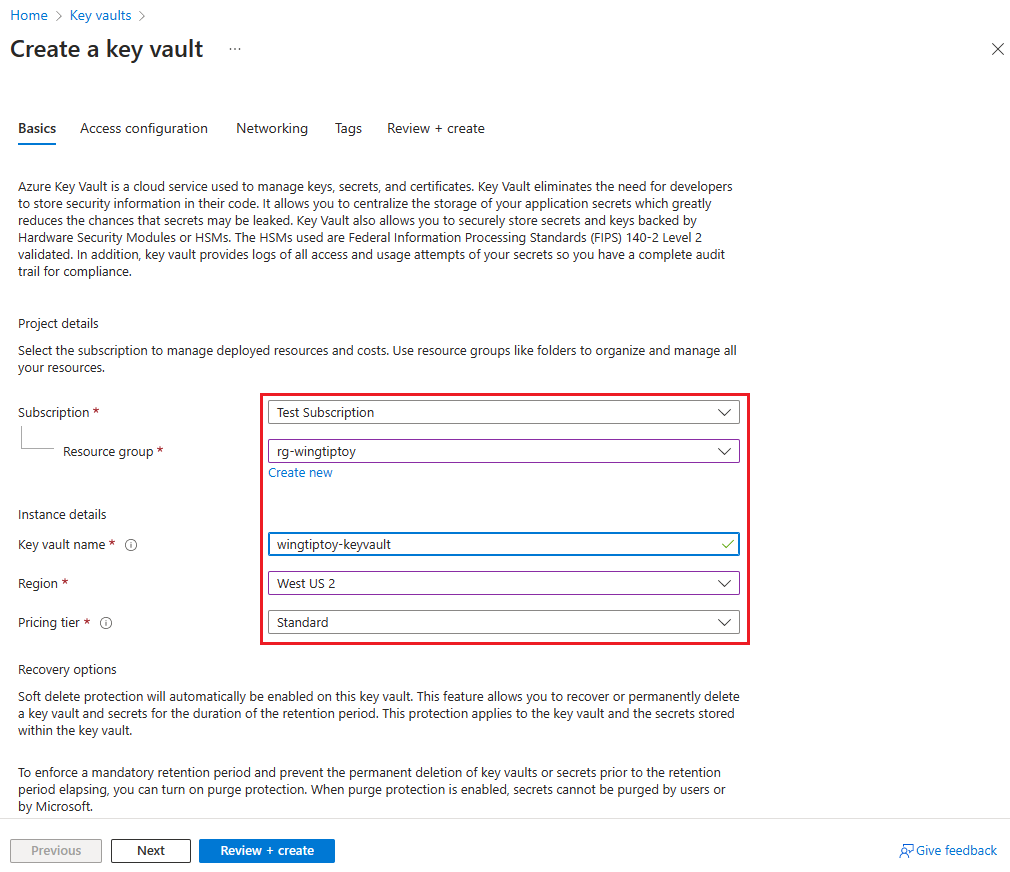 Home > Key vaults >
Create a key vault ...
Basics Access configuration Networking Tags Review + create
Azure Key Vault is a cloud service used to manage keys, secrets, and certificates. Key Vault eliminates the need for developers
to store security information in their code. It allows you to centralize the storage of your application secrets which greatly
reduces the chances that secrets may be leaked. Key Vault also allows you to securely store secrets and keys backed by
Hardware Security Modules or HSMs. The HSMs used are Federal Information Processing Standards (FIPS) 140-2 Level 2
validated. In addition, key vault provides logs of all access and usage attempts of your secrets so you have a complete audit
trail for compliance.
Project details
Select the subscription to manage deployed resources and costs. Use resource groups like folders to organize and manage all
your resources.
Subscription * Test Subscription
Resource group * rg-wingtiptoy
Create new
Instance details
Key vault name * wingtiptoy-keyvault
Region * West US 2
Pricing tier * Standard
Recovery options
Soft delete protection will automatically be enabled on this key vault. This feature allows you to recover or permanently delete
a key vault and secrets for the duration of the retention period. This protection applies to the key vault and the secrets stored
within the key vault.
To enforce a mandatory retention period and prevent the permanent deletion of key vaults or secrets prior to the retention
period elapsing, you can turn on purge protection. When purge protection is enabled, secrets cannot be purged by users or
by Microsoft.
Previous Next Review + create Give feedback